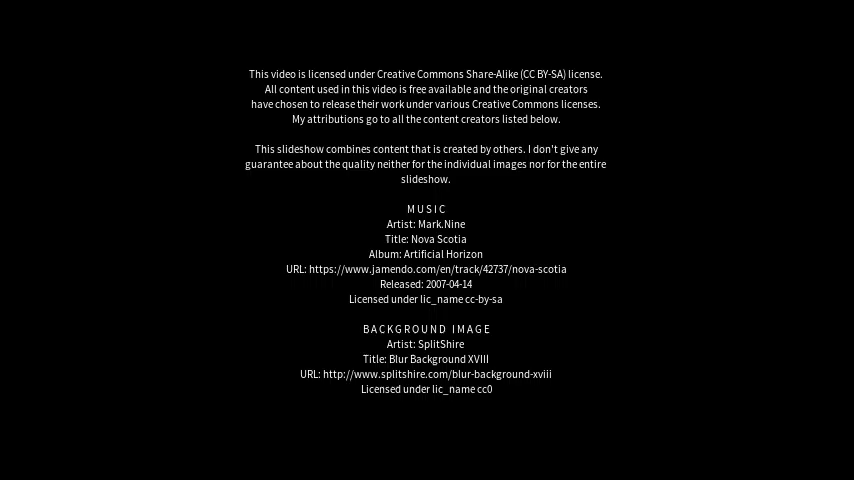 This video is licensed under Creative Commons Share-Alike (CC BY-SA) license.
All content used in this video is free available and the original creators
have chosen to release their work under various Creative Commons licenses.
My attributions go to all the content creators listed below.
This slideshow combines content that is created by others. I don't give any
guarantee about the quality neither for the individual images nor for the entire
slideshow.
MUSIC
Artist: Mark.Nine
Title: Nova Scotia
Album: Artificial Horizon
URL: https://www.jamendo.com/en/track/42737/nova-scotia
Released: 2007-04-14
Licensed under lic_name cc-by-sa
BACKGROUND IMAGE
Artist: SplitShire
Title: Blur Background XVIII
URL: http://www.splitshire.com/blur-background-xviii
Licensed under lic_name cc0